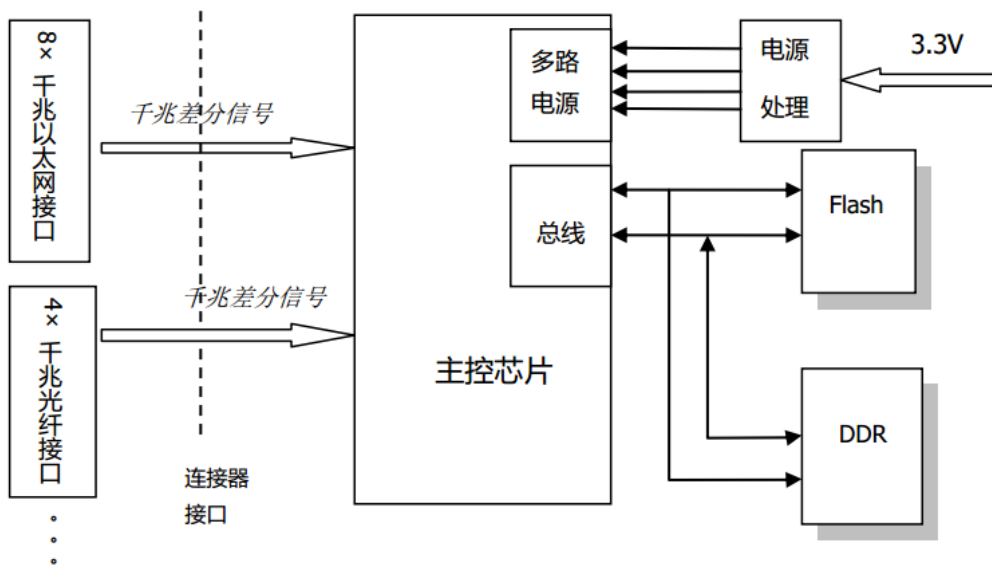 8× 千兆以太网接口
千兆差分信号
4× 千兆光纤接口
千兆差分信号
连接器
接口
主控芯片
多路
电源
总线
电源
处理
3.3V
Flash
DDR